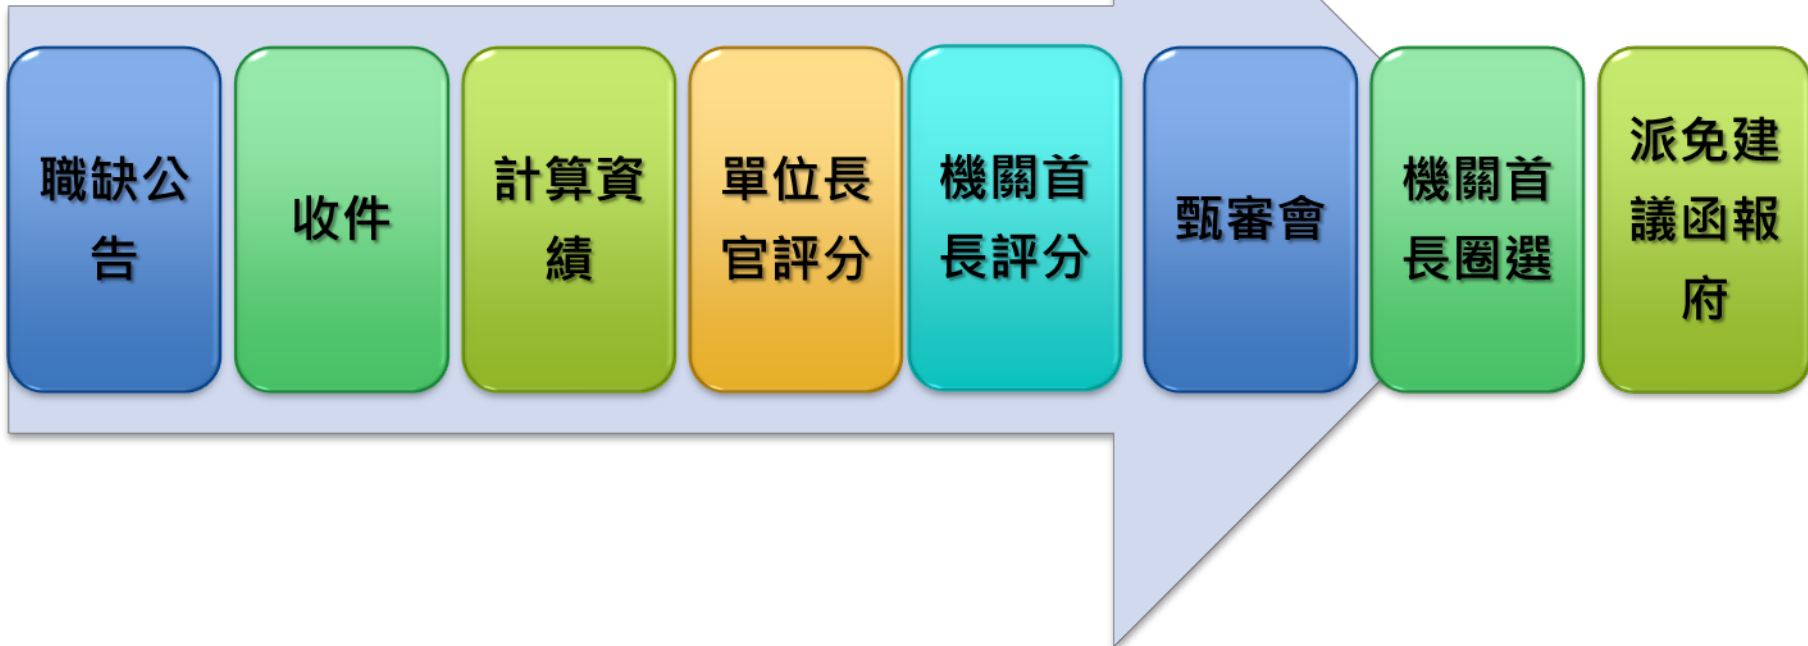 職缺公
告
收件
計算資
績
單位長
官評分
機關首
長評分
甄審會
機關首
長圈選
派免建
議函報
府